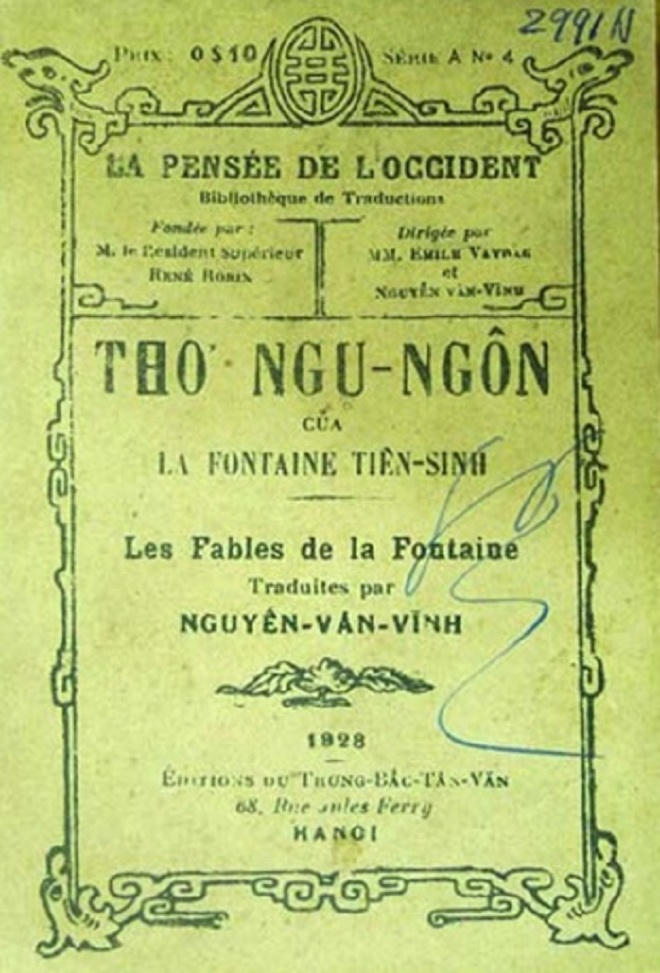 2991 N
PRIX : 0$10
SÉRIE A Nº 4
LA PENSÉE DE L'OCCIDENT
Bibliothèque de Traductions
Fondée par :
M. le Résident Supérieur
RENÉ ROBIN
Dirigée par
MM. EMILE VAYRAC
et
NGUYỄN VĂN-VĨNH
THƠ NGU-NGÔN
CỦA
LA FONTAINE TIÊN-SINH
Les Fables de la Fontaine
Traduites par
NGUYỄN-VĂN-VĨNH
1928
ÉDITIONS DU TRUNG-BẮC-TÂN-VĂN
68, Rue Jules Ferry
HANOI